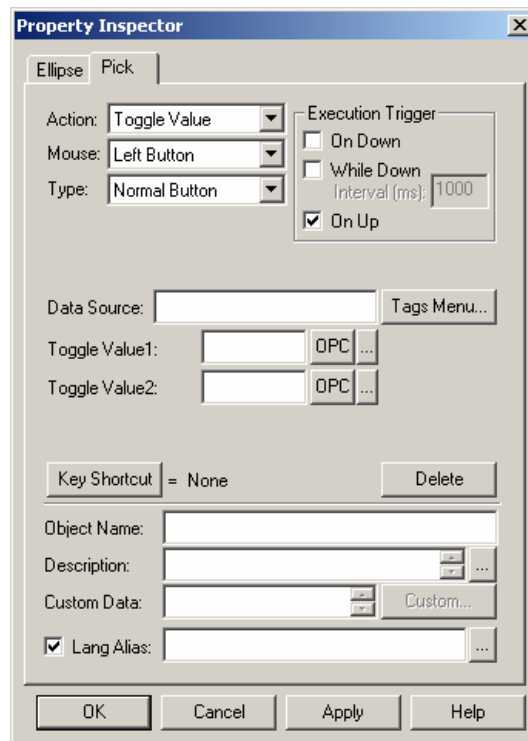 Property Inspector
Ellipse Pick
Action: Toggle Value
Mouse: Left Button
Type: Normal Button
Execution Trigger
On Down
While Down
Interval (ms): 1000
On Up
Data Source: Tags Menu...
Toggle Value1: OPC ...
Toggle Value2: OPC ...
Key Shortcut = None Delete
Object Name:
Description: ...
Custom Data: Custom...
Lang Alias: ...
OK Cancel Apply Help